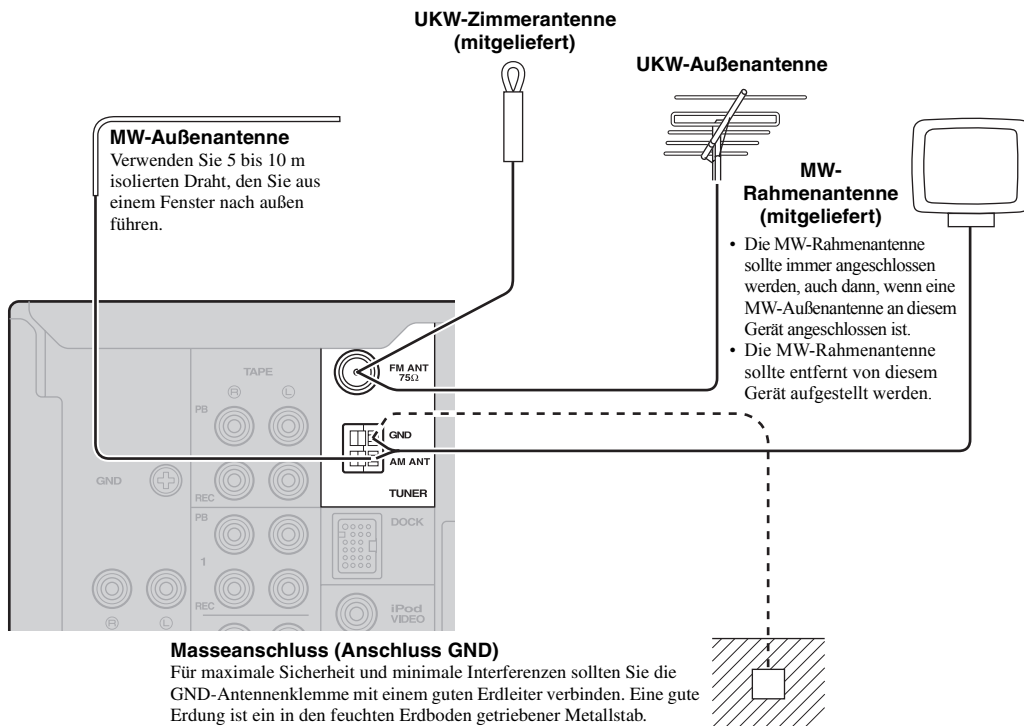 UKW-Zimmerantenne
(mitgeliefert)
UKW-Außenantenne
MW-Außenantenne
Verwenden Sie 5 bis 10 m
isolierten Draht, den Sie aus
einem Fenster nach außen
führen.
MW-
Rahmenantenne
(mitgeliefert)
• Die MW-Rahmenantenne
sollte immer angeschlossen
werden, auch dann, wenn eine
MW-Außenantenne an diesem
Gerät angeschlossen ist.
• Die MW-Rahmenantenne
sollte entfernt von diesem
Gerät aufgestellt werden.
FM ANT
75Ω
TAPE
R L
PB
GND
AM ANT
GND
REC
TUNER
PB
DOCK
1
REC
iPod
VIDEO
R L
Masseanschluss (Anschluss GND)
Für maximale Sicherheit und minimale Interferenzen sollten Sie die
GND-Antennenklemme mit einem guten Erdleiter verbinden. Eine gute
Erdung ist ein in den feuchten Erdboden getriebener Metallstab.